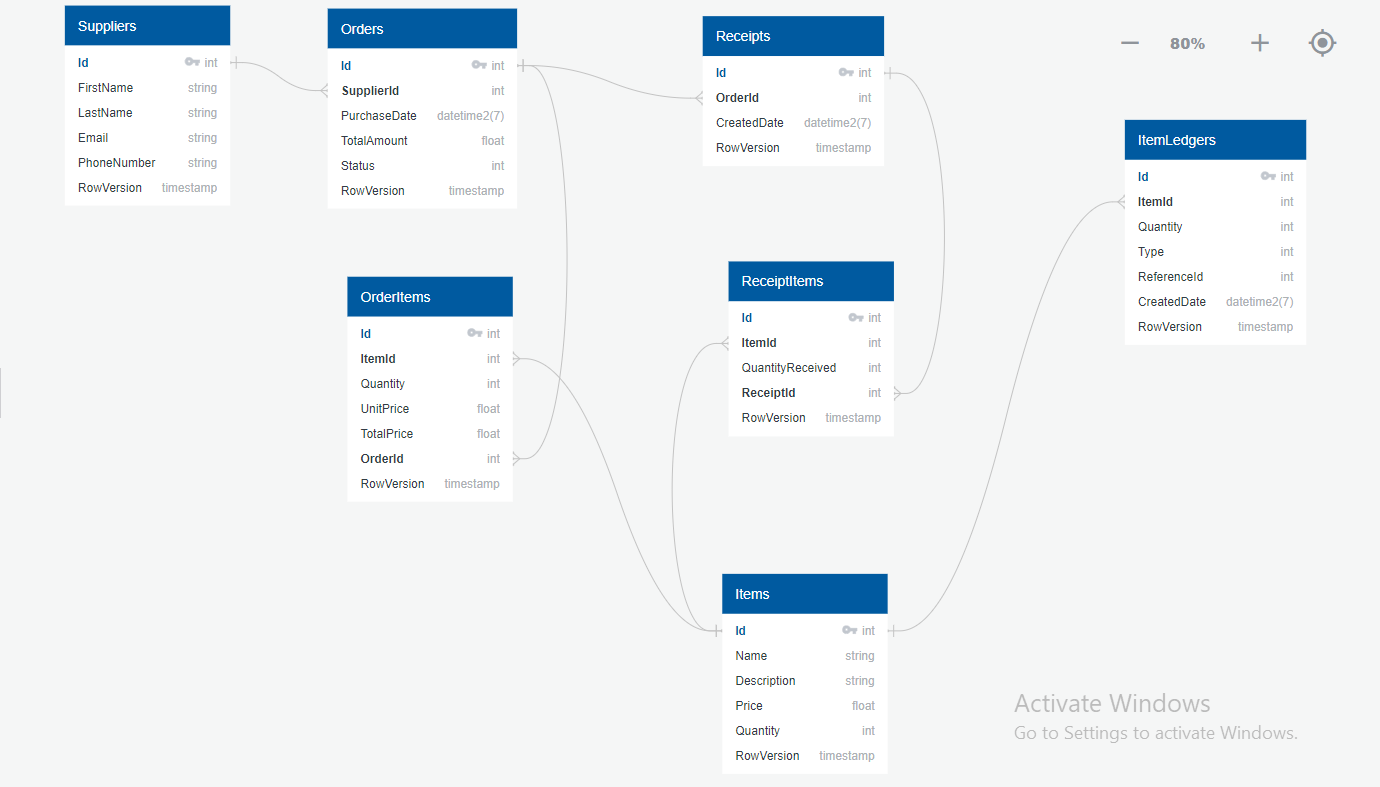 Suppliers
Id int
FirstName string
LastName string
Email string
PhoneNumber string
RowVersion timestamp
Orders
Id int
SupplierId int
PurchaseDate datetime2(7)
TotalAmount float
Status int
RowVersion timestamp
Receipts
Id int
OrderId int
CreatedDate datetime2(7)
RowVersion timestamp
80%
ItemLedgers
Id int
ItemId int
Quantity int
Type int
ReferenceId int
CreatedDate datetime2(7)
RowVersion timestamp
OrderItems
Id int
ItemId int
Quantity int
UnitPrice float
TotalPrice float
OrderId int
RowVersion timestamp
ReceiptItems
Id int
ItemId int
QuantityReceived int
ReceiptId int
RowVersion timestamp
Items
Id int
Name string
Description string
Price float
Quantity int
RowVersion timestamp
Activate Windows
Go to Settings to activate Windows.